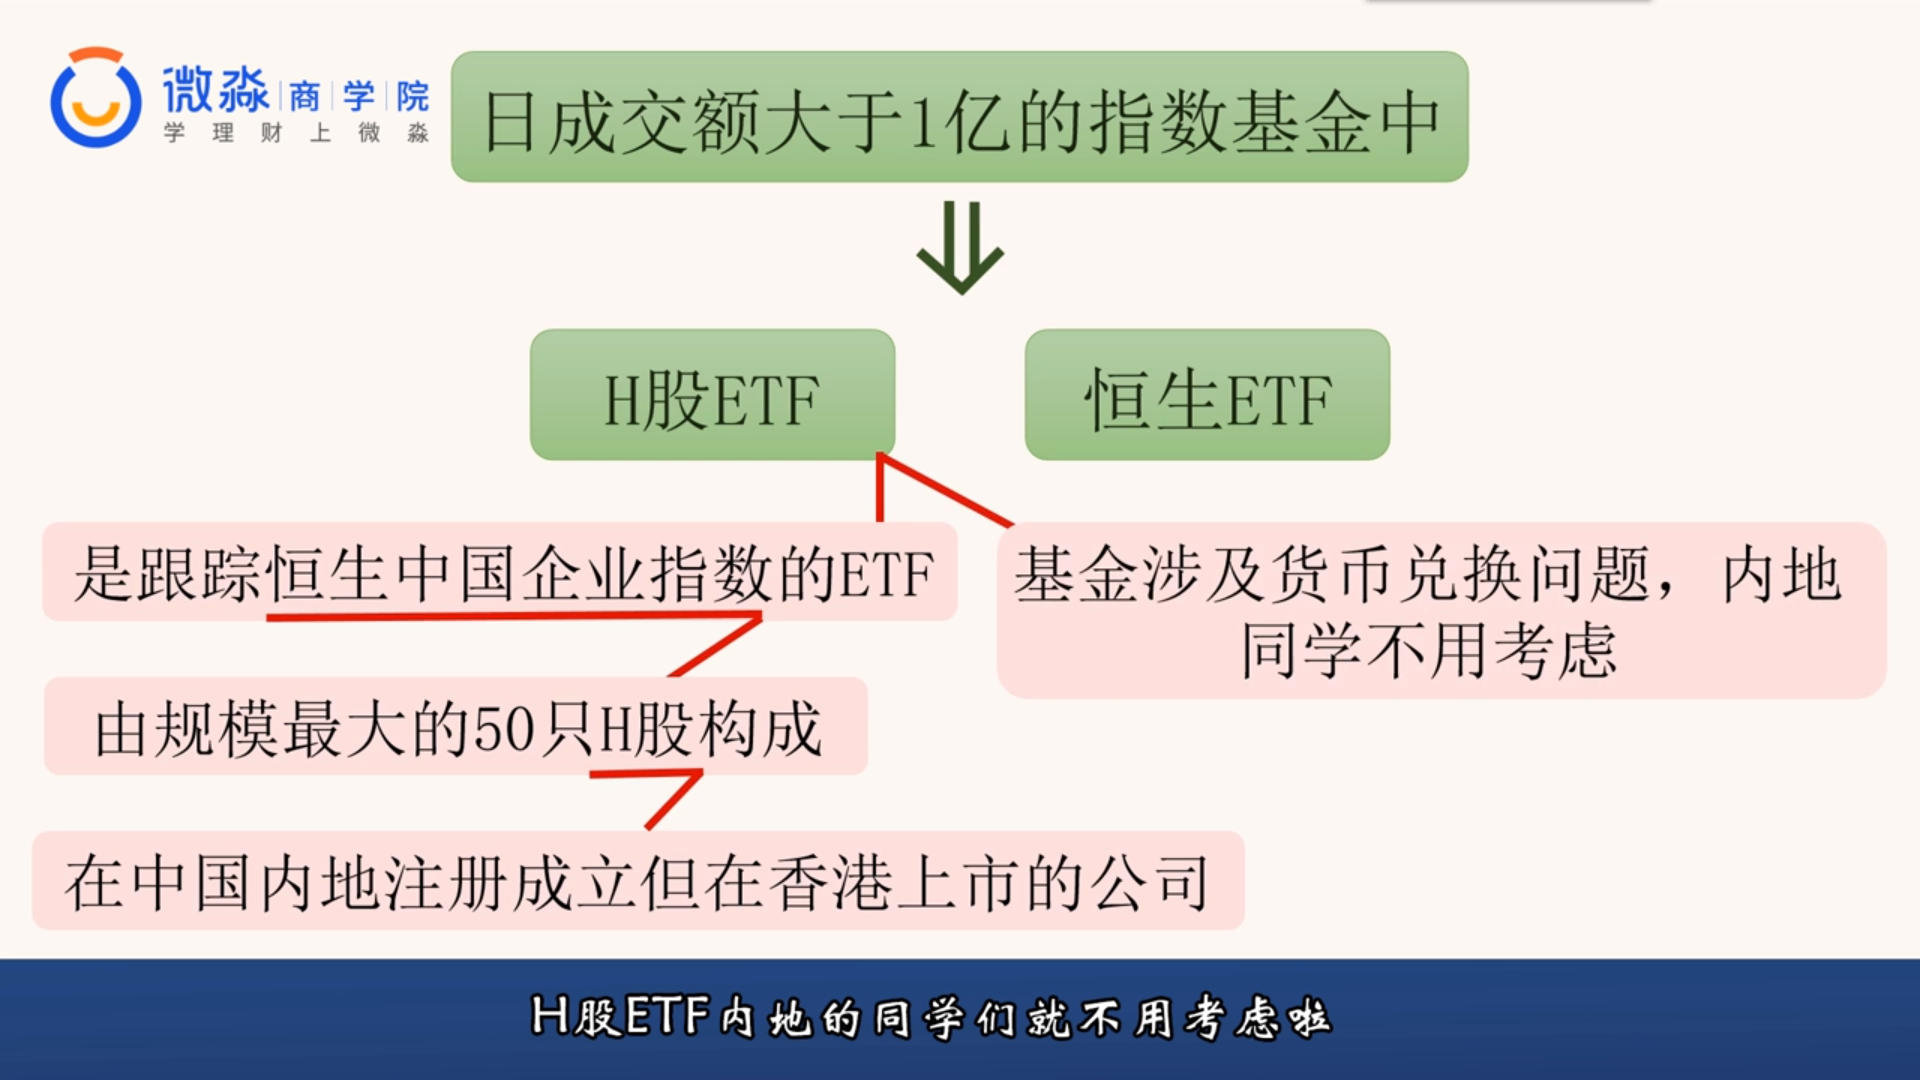 微淼商学院
学理财上微淼
日成交额大于1亿的指数基金中
H股ETF
恒生ETF
是跟踪恒生中国企业指数的ETF
基金涉及货币兑换问题，内地
同学不用考虑
由规模最大的50只H股构成
在中国内地注册成立但在香港上市的公司
H股ETF内地的同学们就不用考虑啦